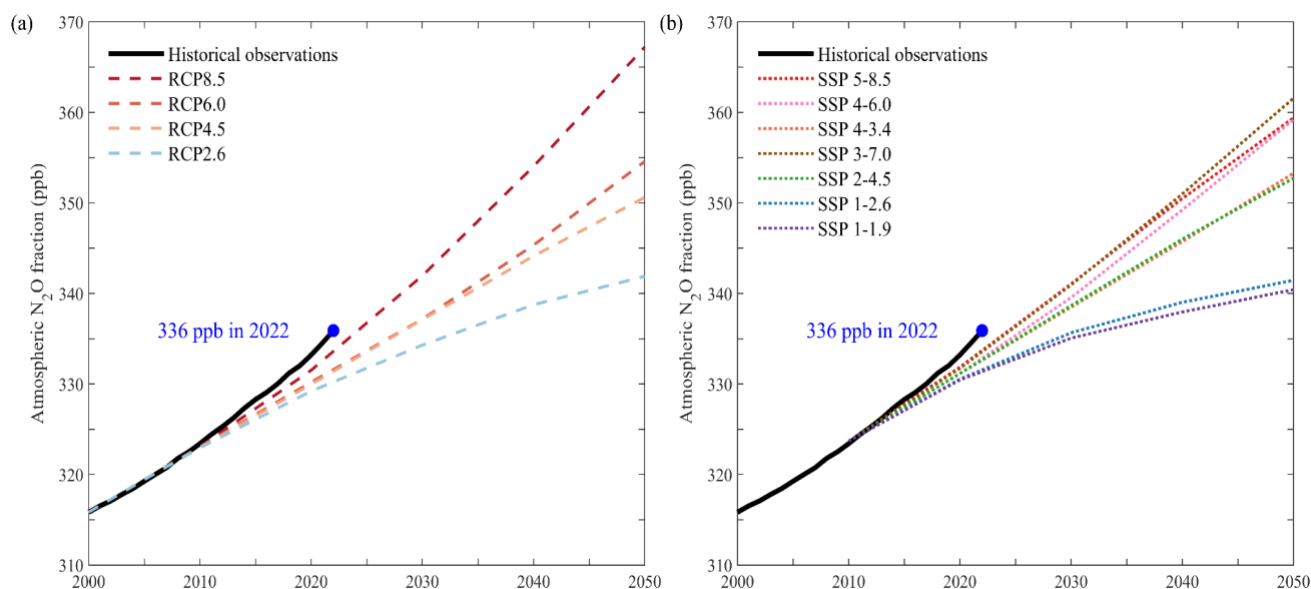 (a)
Atmospheric N2O fraction (ppb)
370
360
350
340
330
320
310
Historical observations
RCP8.5
RCP6.0
RCP4.5
RCP2.6
336 ppb in 2022
2000 2010 2020 2030 2040 2050
(b)
Atmospheric N2O fraction (ppb)
370
360
350
340
330
320
310
Historical observations
SSP 5-8.5
SSP 4-6.0
SSP 4-3.4
SSP 3-7.0
SSP 2-4.5
SSP 1-2.6
SSP 1-1.9
336 ppb in 2022
2000 2010 2020 2030 2040 2050